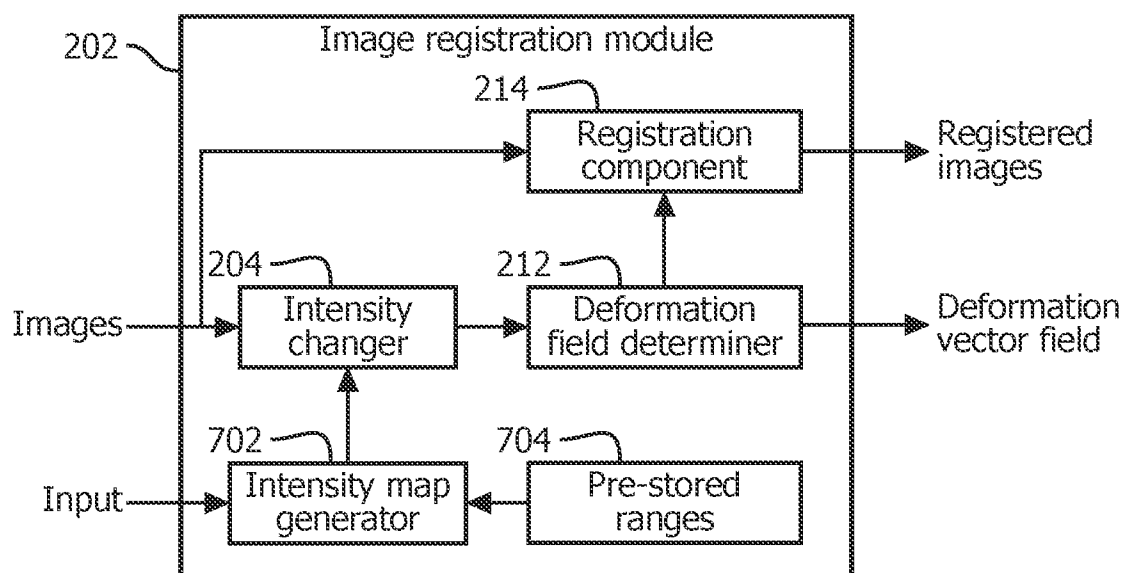 202
Image registration module
214
Registration
component
Registered
images
204
212
Images
Intensity
changer
Deformation
field determiner
Deformation
vector field
702
704
Input
Intensity map
generator
Pre-stored
ranges